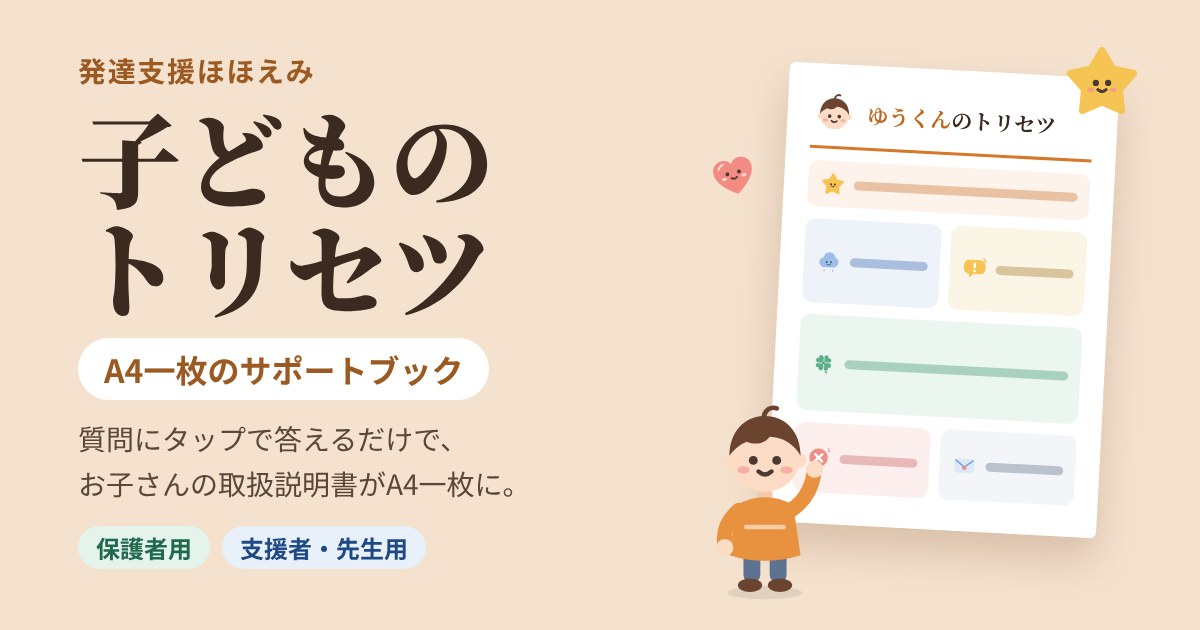 発達支援ほほえみ
子どもの
トリセツ
A4一枚のサポートブック
質問にタップで答えるだけで、
お子さんの取扱説明書がA4一枚に。
保護者用
支援者・先生用
ゆうくんのトリセツ